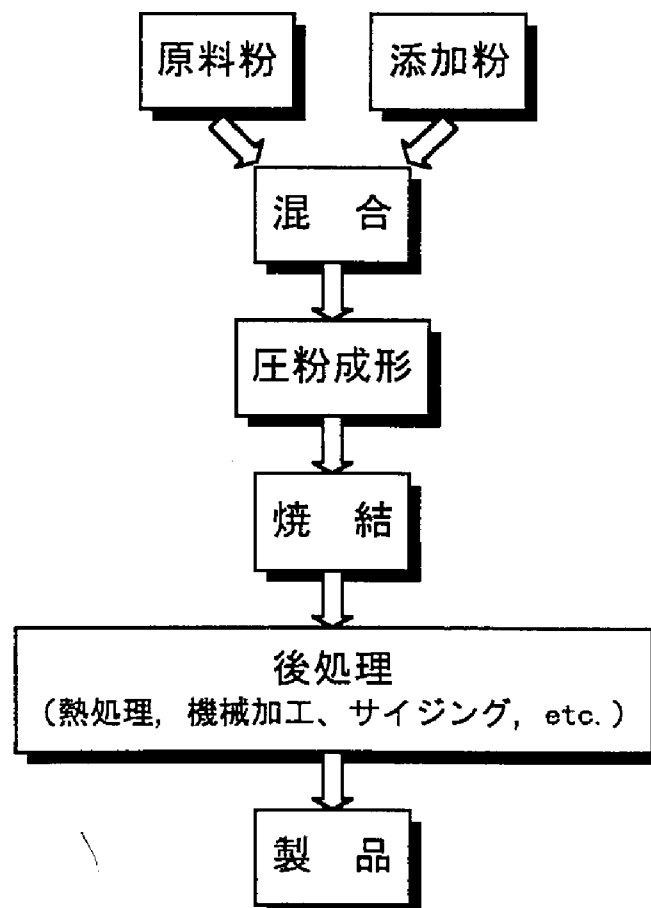 原料粉
添加粉
混　合
圧粉成形
焼　結
後処理
（熱処理, 機械加工、サイジング, etc.）
製　品